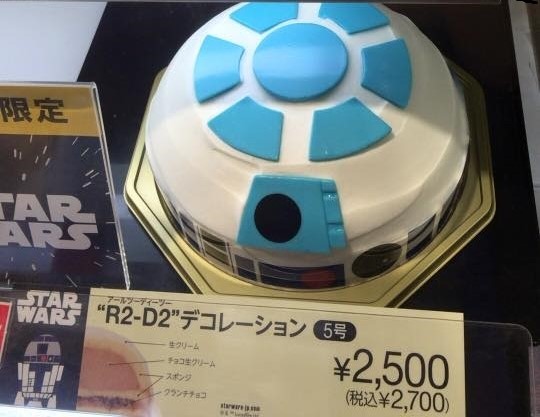 限定
STAR
WARS
STAR
WARS
アールツーディーツー
"R2-D2"デコレーション 5号
生クリーム
チョコ生クリーム
スポンジ
クランチチョコ
¥2,500
(税込¥2,700)
starwars.jp.com